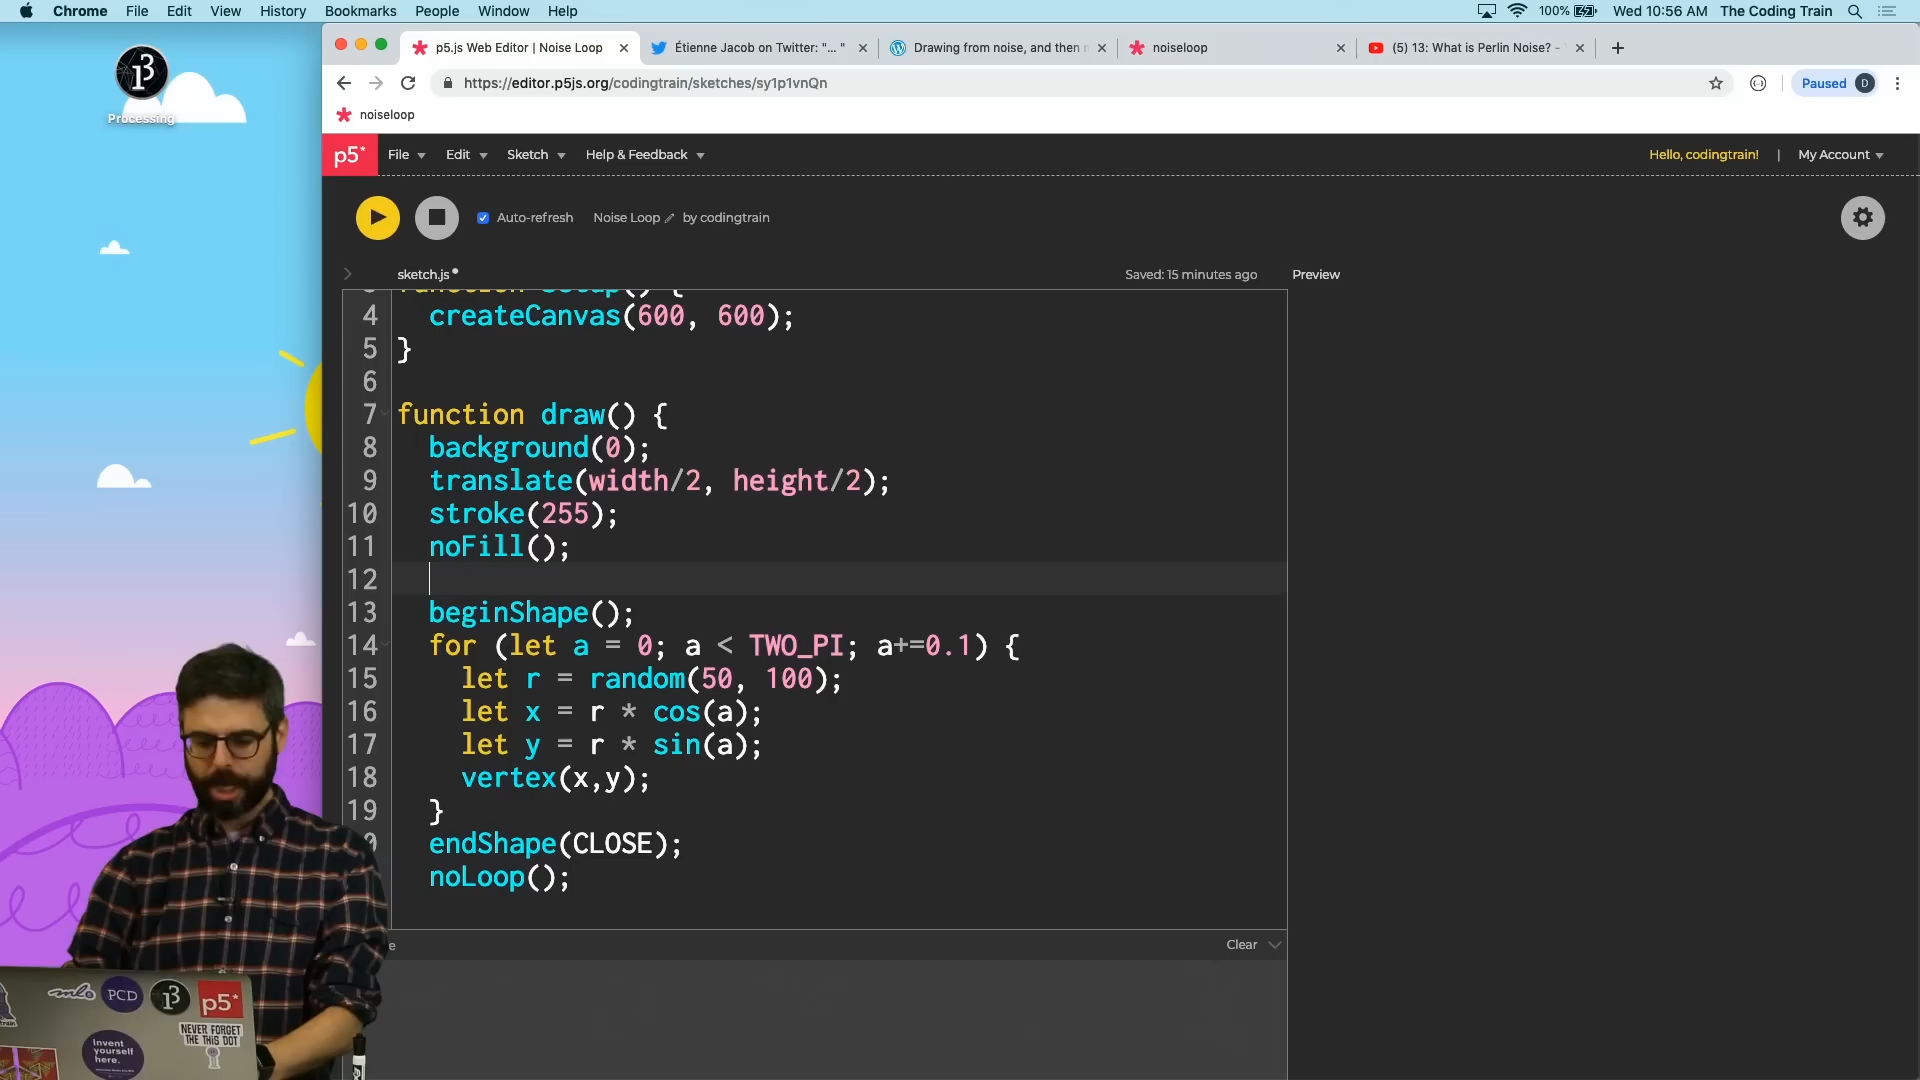 Chrome File Edit View History Bookmarks People Window Help 100% Wed 10:56 AM The Coding Train
Processing
p5.js Web Editor | Noise Loop
Étienne Jacob on Twitter: "... "
Drawing from noise, and then
noiseloop
(5) 13: What is Perlin Noise? -
https://editor.p5js.org/codingtrain/sketches/sy1p1vnQn
Paused D
noiseloop
p5* File Edit Sketch Help & Feedback Hello, codingtrain! | My Account
Auto-refresh Noise Loop by codingtrain
sketch.js Saved: 15 minutes ago Preview
4 createCanvas(600, 600);
5 }
6
7 function draw() {
8 background(0);
9 translate(width/2, height/2);
10 stroke(255);
11 noFill();
12
13 beginShape();
14 for (let a = 0; a < TWO_PI; a+=0.1) {
15 let r = random(50, 100);
16 let x = r * cos(a);
17 let y = r * sin(a);
18 vertex(x,y);
19 }
endShape(CLOSE);
noLoop();
Clear
PCD
p5*
NEVER FORGET
THE THIS DOT
Invent
yourself
here.